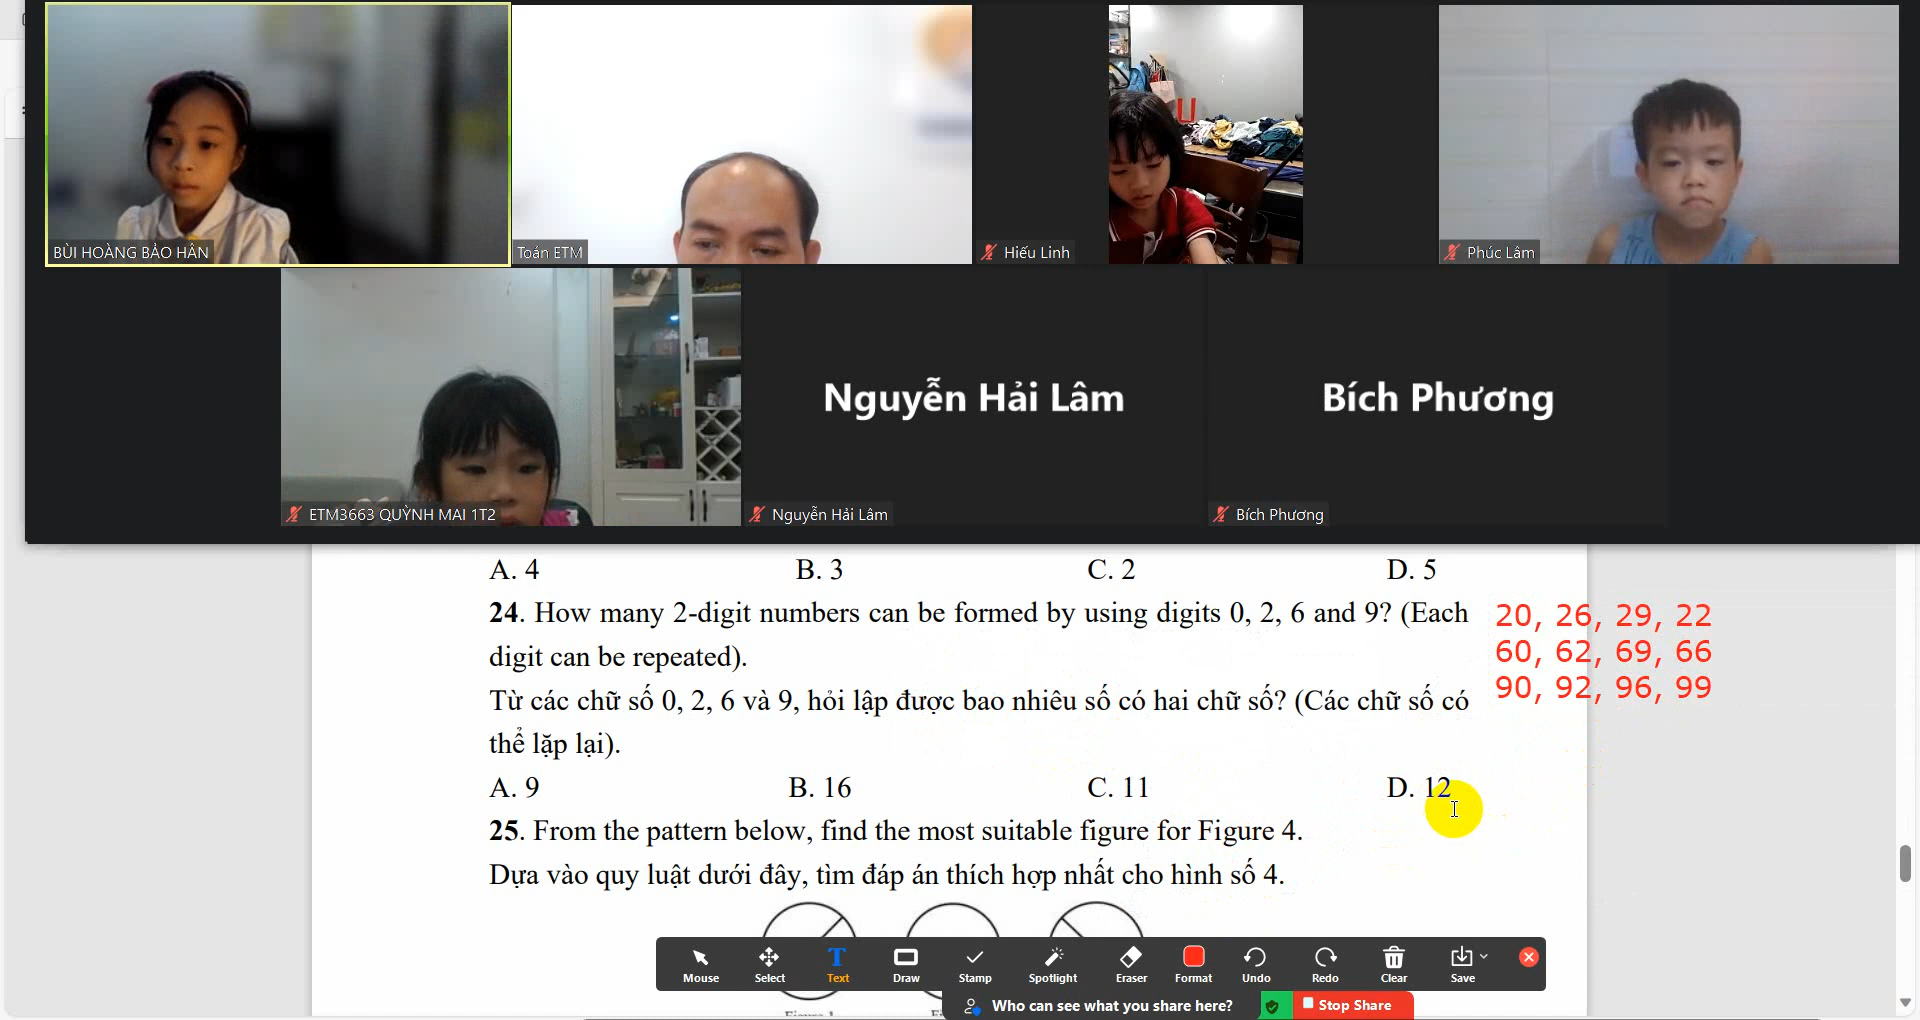 BÙI HOÀNG BẢO HÂN
Toán ETM
Hiếu Linh
Phúc Lâm
ETM3663 QUỲNH MAI 1T2
Nguyễn Hải Lâm
Nguyễn Hải Lâm
Bích Phương
Bích Phương
A. 4 B. 3 C. 2 D. 5
24. How many 2-digit numbers can be formed by using digits 0, 2, 6 and 9? (Each
digit can be repeated).
Từ các chữ số 0, 2, 6 và 9, hỏi lập được bao nhiêu số có hai chữ số? (Các chữ số có
thể lặp lại).
20, 26, 29, 22
60, 62, 69, 66
90, 92, 96, 99
A. 9 B. 16 C. 11 D. 12
25. From the pattern below, find the most suitable figure for Figure 4.
Dựa vào quy luật dưới đây, tìm đáp án thích hợp nhất cho hình số 4.
Mouse Select Text Draw Stamp Spotlight Eraser Format Undo Redo Clear Save
Who can see what you share here? Stop Share